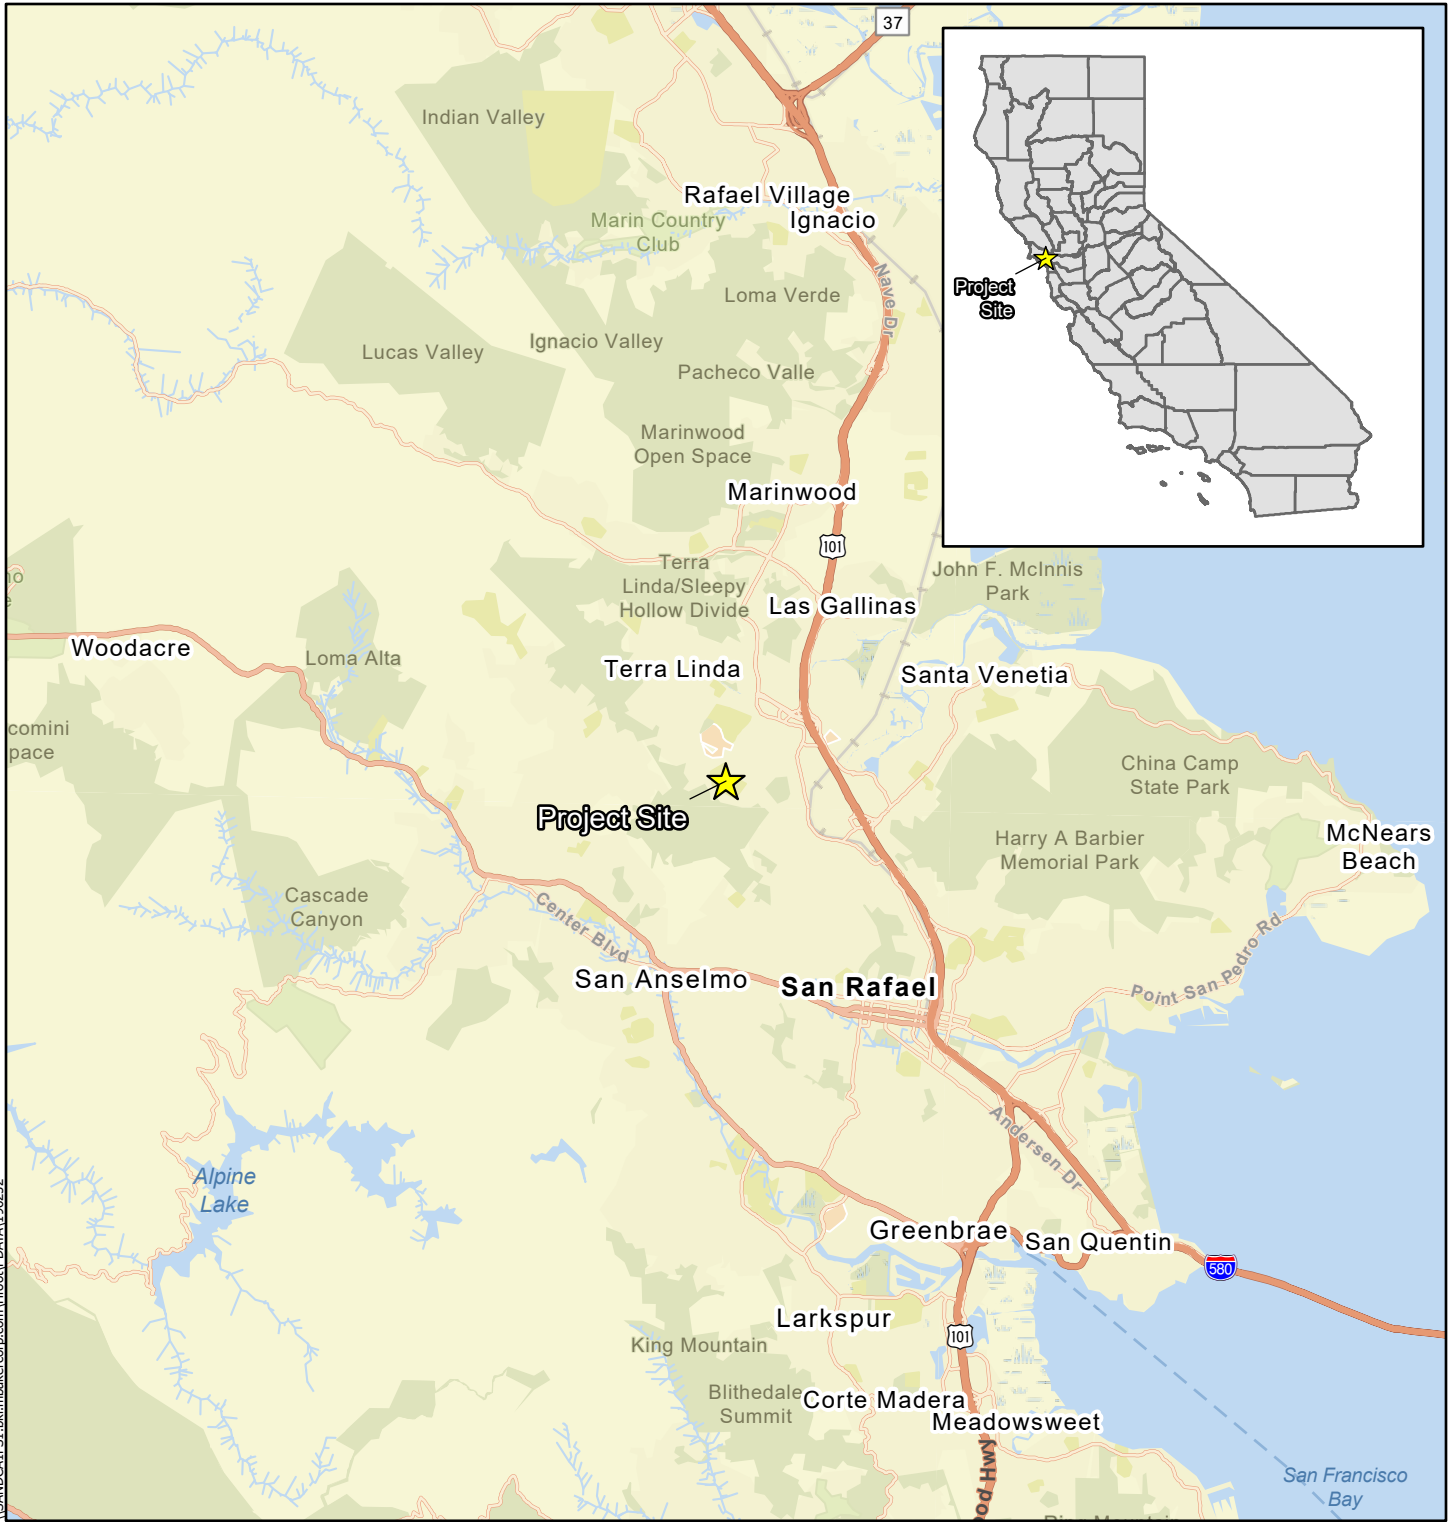 37
Indian Valley
Rafael Village
Ignacio
Marin Country
Club
Nave Dr
Project
Site
Loma Verde
Ignacio Valley
Lucas Valley
Pacheco Valle
Marinwood
Open Space
Marinwood
101
Terra
Linda/Sleepy
Hollow Divide
John F. McInnis
Park
Las Gallinas
Woodacre
Loma Alta
Terra Linda
Santa Venetia
China Camp
State Park
Project Site
Harry A Barbier
Memorial Park
McNears
Beach
Cascade
Canyon
Center Blvd
San Anselmo
San Rafael
Point San Pedro Rd
Andersen Dr
Alpine
Lake
Greenbrae
San Quentin
580
Larkspur
101
King Mountain
Blithedale
Summit
Corte Madera
Meadowsweet
San Francisco
Bay